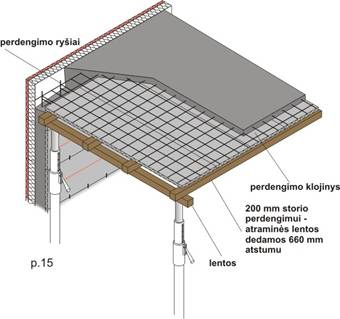 perdengimo ryšiai
perdengimo klojinys
200 mm storio
perdengimui -
atraminės lentos
dedamos 660 mm
atstumu
lentos
p.15